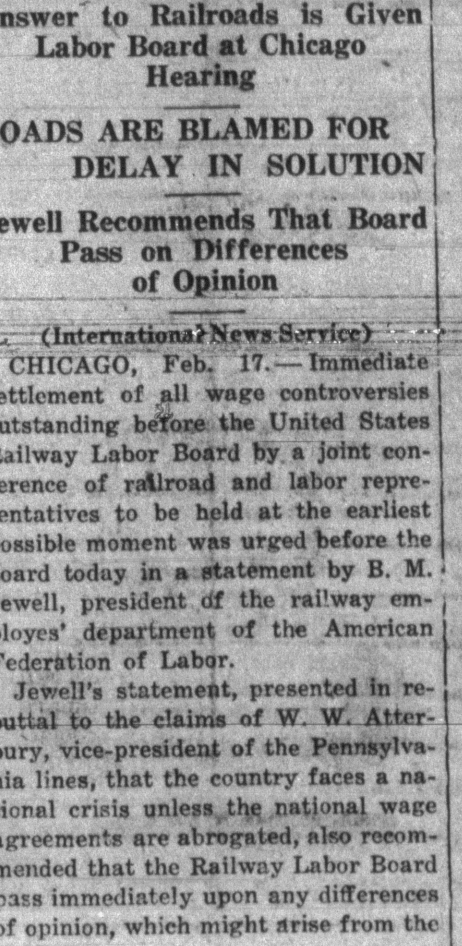 nswer to Railroads is Given
Labor Board at Chicago
Hearing
OADS ARE BLAMED FOR
DELAY IN SOLUTION
ewell Recommends That Board
Pass on Differences
of Opinion
(International News Service)
CHICAGO, Feb. 17.—Immediate
ettlement of all wage controversies
utstanding before the United States
ailway Labor Board by a joint con-
erence of railroad and labor repre-
entatives to be held at the earliest
ossible moment was urged before the
oard today in a statement by B. M.
ewell, president of the railway em-
ployes' department of the American
Federation of Labor.
Jewell's statement, presented in re-
buttal to the claims of W. W. Atter-
bury, vice-president of the Pennsylva-
nia lines, that the country faces a na-
tional crisis unless the national wage
agreements are abrogated, also recom-
mended that the Railway Labor Board
pass immediately upon any differences
of opinion, which might arise from the